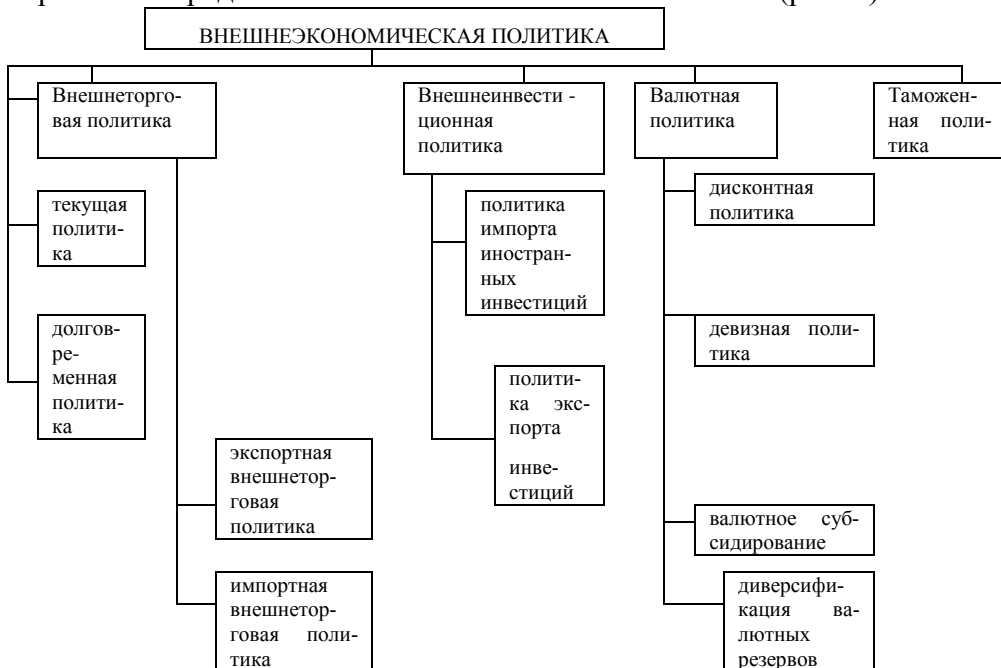 ВНЕШНЕЭКОНОМИЧЕСКАЯ ПОЛИТИКА
Внешнеторго-
вая политика
Внешнеинвести -
ционная
политика
Валютная
политика
Таможен-
ная поли-
тика
текущая
полити-
ка
долгов-
ре-
менная
полити-
ка
экспортная
внешнетор-
говая
политика
импортная
внешнетор-
говая поли-
тика
политика
импорта
иностран-
ных
инвестиций
полити-
ка экс-
порта
инве-
стиций
дисконтная
политика
девизная поли-
тика
валютное суб-
сидирование
диверсифи-
кация ва-
лютных
резервов